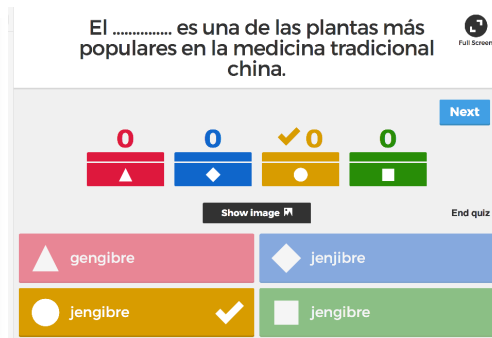 El ............... es una de las plantas más
populares en la medicina tradicional
china.
Full Screen
Next
0
0
0
0
Show image
End quiz
gengibre
jenjibre
jengibre
jengibre